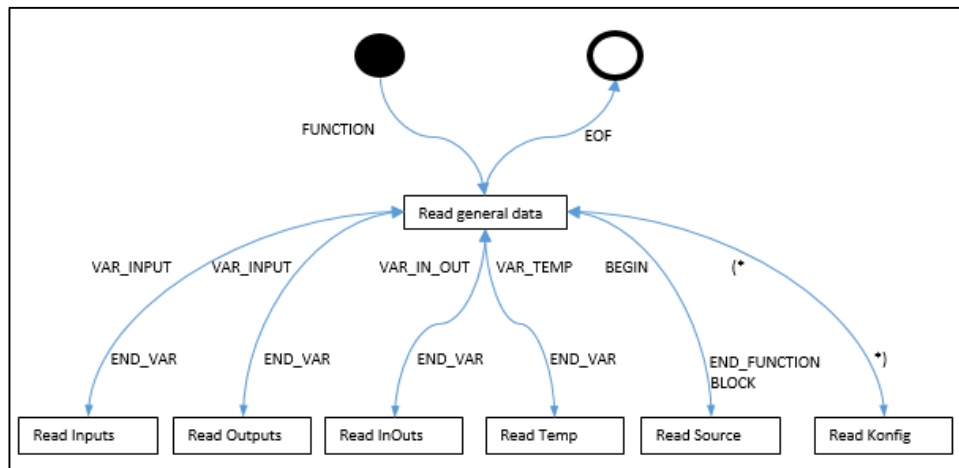 FUNCTION
EOF
Read general data
VAR_INPUT
VAR_INPUT
VAR_IN_OUT
VAR_TEMP
BEGIN
(*
END_VAR
END_VAR
END_VAR
END_VAR
END_FUNCTION
BLOCK
*)
Read Inputs
Read Outputs
Read InOuts
Read Temp
Read Source
Read Konfig